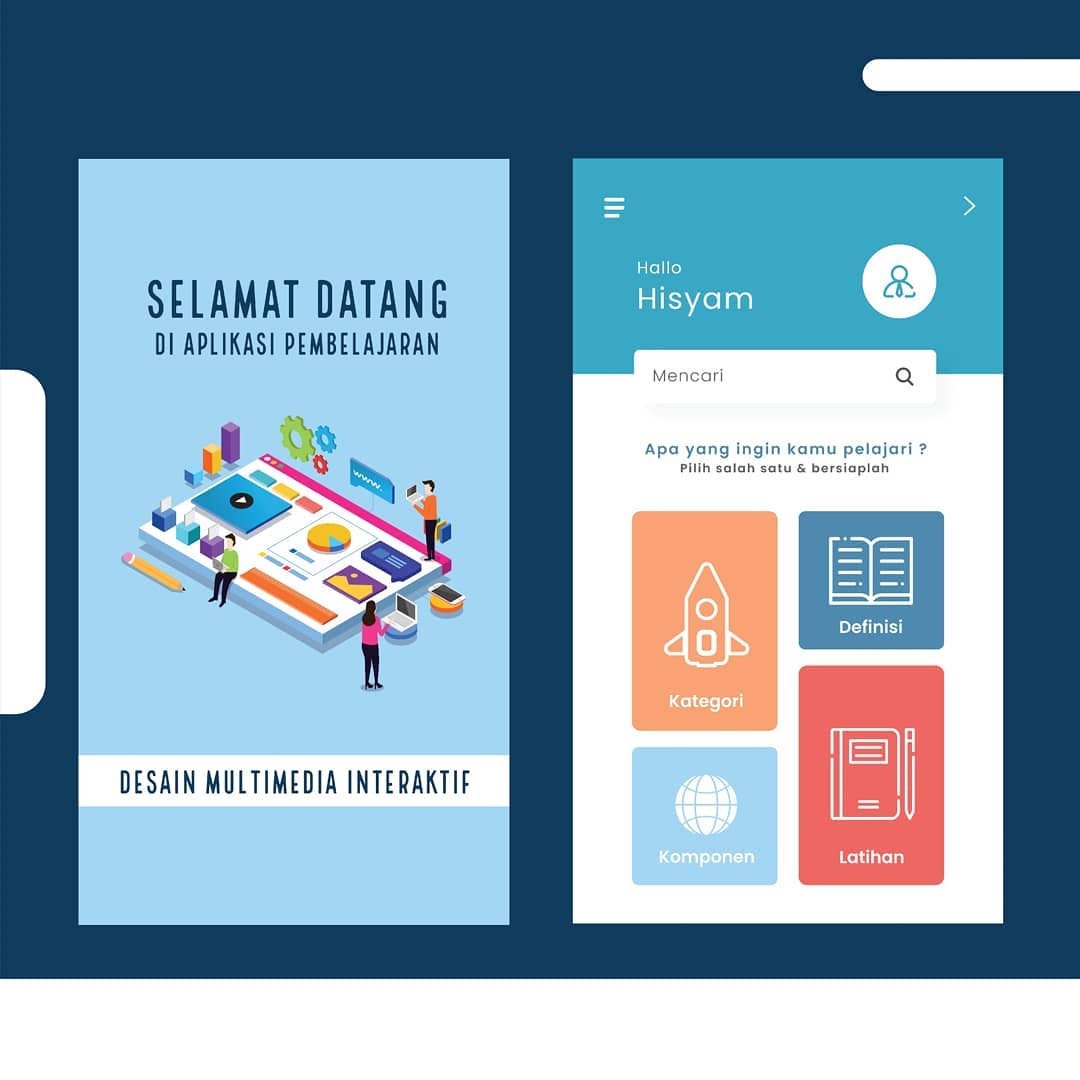 SELAMAT DATANG
DI APLIKASI PEMBELAJARAN
DESAIN MULTIMEDIA INTERAKTIF
Hallo
Hisyam
Mencari
Apa yang ingin kamu pelajari ?
Pilih salah satu & bersiaplah
Kategori
Definisi
Komponen
Latihan